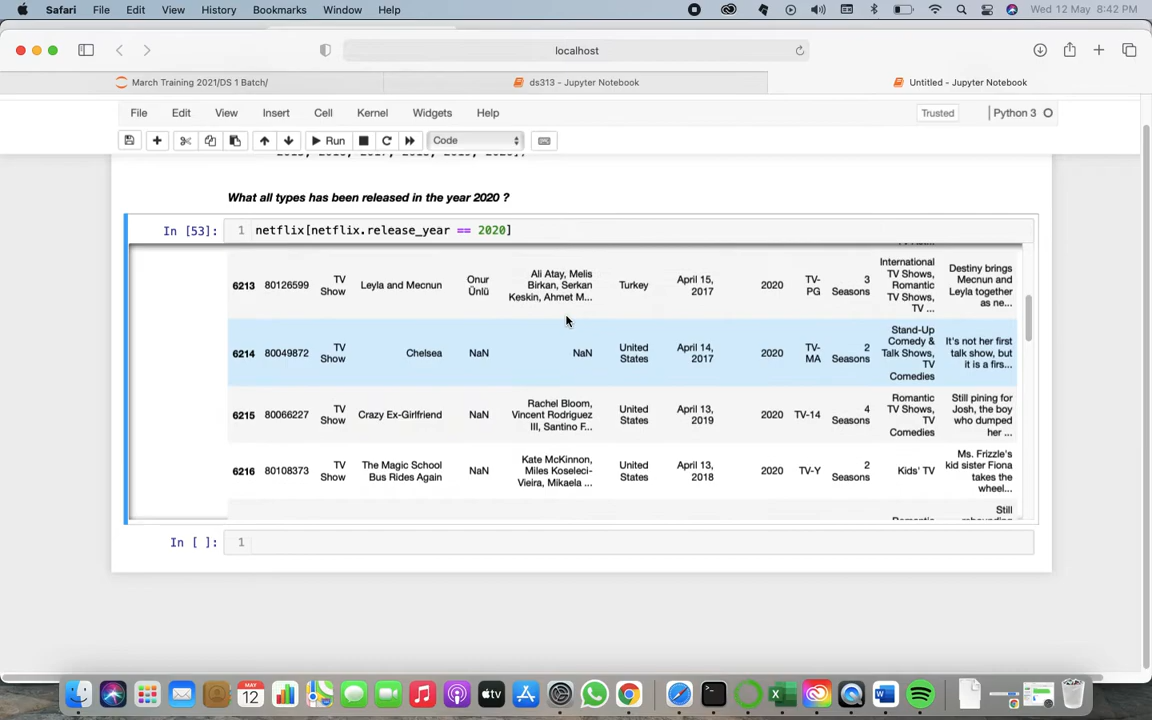 Safari File Edit View History Bookmarks Window Help Wed 12 May 8:42 PM
localhost
March Training 2021/DS 1 Batch/ ds313 - Jupyter Notebook Untitled - Jupyter Notebook
File Edit View Insert Cell Kernel Widgets Help Trusted Python 3
Run Code
What all types has been released in the year 2020 ?
In [53]: 1 netflix[netflix.release_year == 2020]
6213 80126599 TV Show Leyla and Mecnun Onur Ünlü Ali Atay, Melis Birkan, Serkan Keskin, Ahmet M... Turkey April 15, 2017 2020 TV-PG 3 Seasons International TV Shows, Romantic TV Shows, TV ... Destiny brings Mecnun and Leyla together as ne...
6214 80049872 TV Show Chelsea NaN NaN United States April 14, 2017 2020 TV-MA 2 Seasons Stand-Up Comedy & Talk Shows, TV Comedies It's not her first talk show, but it is a firs...
6215 80066227 TV Show Crazy Ex-Girlfriend NaN Rachel Bloom, Vincent Rodriguez III, Santino F... United States April 13, 2019 2020 TV-14 4 Seasons Romantic TV Shows, TV Comedies Still pining for Josh, the boy who dumped her ...
6216 80108373 TV Show The Magic School Bus Rides Again NaN Kate McKinnon, Miles Koseleci-Vieira, Mikaela ... United States April 13, 2018 2020 TV-Y 2 Seasons Kids' TV Ms. Frizzle's kid sister Fiona takes the wheel...
Still
In [ ]: 1
MAY
12
tv